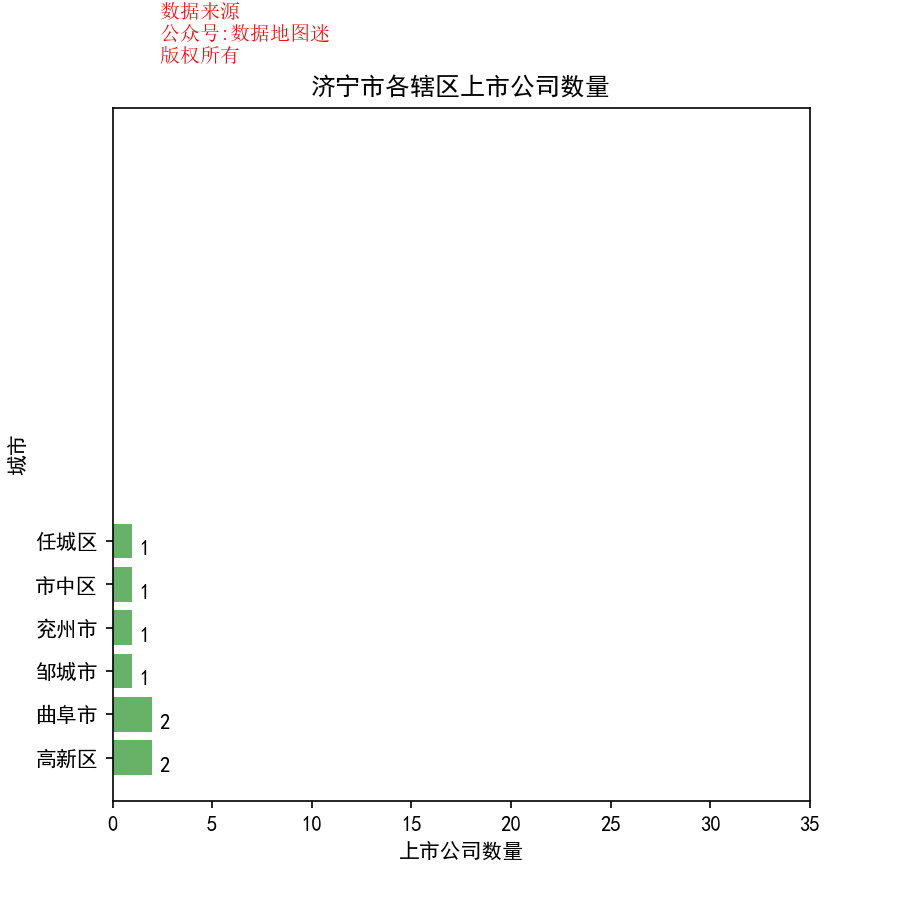 数据来源
公众号:数据地图迷
版权所有
济宁市各辖区上市公司数量
城市
任城区 1
市中区 1
兖州市 1
邹城市 1
曲阜市 2
高新区 2
0 5 10 15 20 25 30 35
上市公司数量